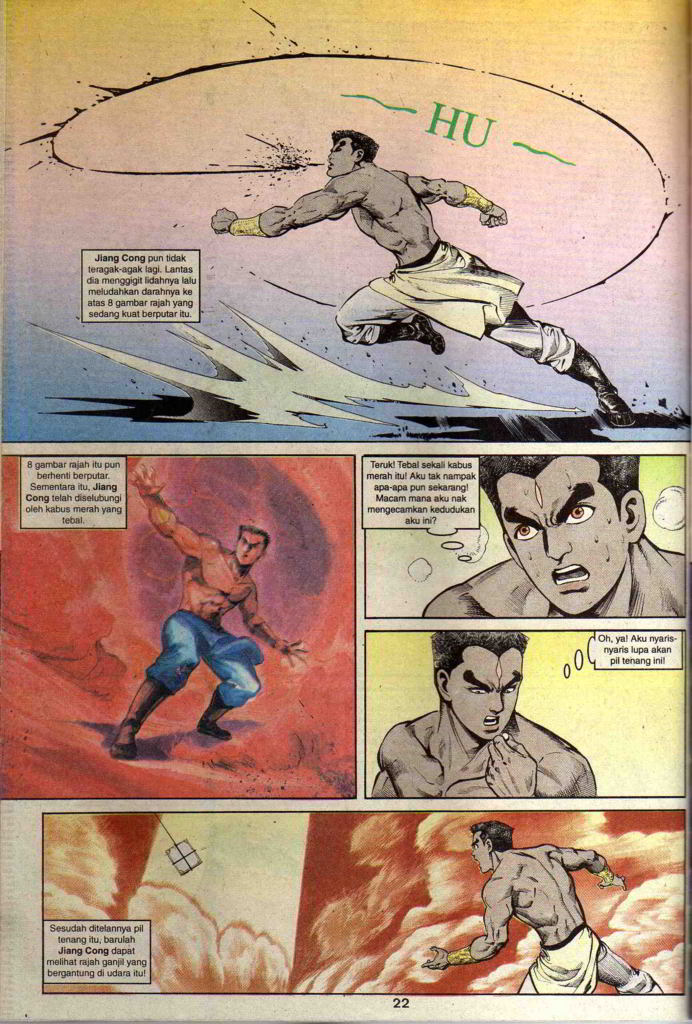 HU
Jiang Cong pun tidak
teragak-agak lagi. Lantas
dia menggigit lidahnya lalu
meludahkan darahnya ke
atas 8 gambar rajah yang
sedang kuat berputar itu.
8 gambar rajah itu pun
berhenti berputar.
Sementara itu, Jiang
Cong telah diselubungi
oleh kabus merah yang
tebal.
Teruk! Tebal sekali kabus
merah itu! Aku tak nampak
apa-apa pun sekarang!
Macam mana aku nak
mengecamkan kedudukan
aku ini?
Oh, ya! Aku nyaris-
nyaris lupa akan
pil tenang ini!
Sesudah ditelannya pil
tenang itu, barulah
Jiang Cong dapat
melihat rajah ganjil yang
bergantung di udara itu!
22